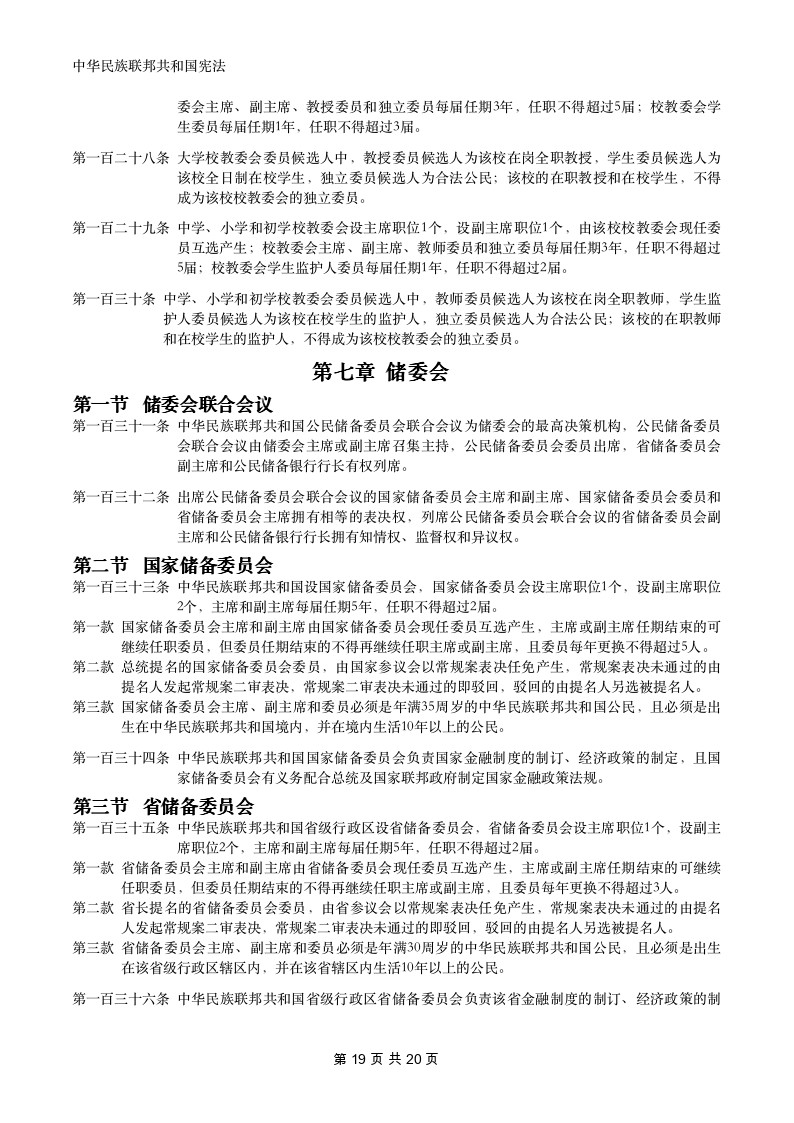 中华民族联邦共和国宪法
委会主席、副主席、教授委员和独立委员每届任期3年，任职不得超过5届；校教委会学
生委员每届任期1年，任职不得超过3届。
第一百二十八条 大学校教委会委员候选人中，教授委员候选人为该校在岗全职教授，学生委员候选人为
该校全日制在校学生，独立委员候选人为合法公民；该校的在职教授和在校学生，不得
成为该校校教委会的独立委员。
第一百二十九条 中学、小学和初学校教委会设主席职位1个，设副主席职位1个，由该校校教委会现任委
员互选产生；校教委会主席、副主席、教师委员和独立委员每届任期3年，任职不得超过
5届；校教委会学生监护人委员每届任期1年，任职不得超过2届。
第一百三十条 中学、小学和初学校教委会委员候选人中，教师委员候选人为该校在岗全职教师，学生监
护人委员候选人为该校在校学生的监护人，独立委员候选人为合法公民；该校的在职教师
和在校学生的监护人，不得成为该校校教委会的独立委员。
第七章 储委会
第一节 储委会联合会议
第一百三十一条 中华民族联邦共和国公民储备委员会联合会议为储委会的最高决策机构，公民储备委员
会联合会议由储委会主席或副主席召集主持，公民储备委员会委员出席，省储备委员会
副主席和公民储备银行行长有权列席。
第一百三十二条 出席公民储备委员会联合会议的国家储备委员会主席和副主席、国家储备委员会委员和
省储备委员会主席拥有相等的表决权，列席公民储备委员会联合会议的省储备委员会副
主席和公民储备银行行长拥有知情权、监督权和异议权。
第二节 国家储备委员会
第一百三十三条 中华民族联邦共和国设国家储备委员会，国家储备委员会设主席职位1个，设副主席职位
2个，主席和副主席每届任期5年，任职不得超过2届。
第一款 国家储备委员会主席和副主席由国家储备委员会现任委员互选产生，主席或副主席任期结束的可
继续任职委员，但委员任期结束的不得再继续任职主席或副主席，且委员每年更换不得超过5人。
第二款 总统提名的国家储备委员会委员，由国家参议会以常规案表决任免产生，常规案表决未通过的由
提名人发起常规案二审表决，常规案二审表决未通过的即驳回，驳回的由提名人另选被提名人。
第三款 国家储备委员会主席、副主席和委员必须是年满35周岁的中华民族联邦共和国公民，且必须是出
生在中华民族联邦共和国境内，并在境内生活10年以上的公民。
第一百三十四条 中华民族联邦共和国国家储备委员会负责国家金融制度的制订、经济政策的制定，且国
家储备委员会有义务配合总统及国家联邦政府制定国家金融政策法规。
第三节 省储备委员会
第一百三十五条 中华民族联邦共和国省级行政区设省储备委员会，省储备委员会设主席职位1个，设副主
席职位2个，主席和副主席每届任期5年，任职不得超过2届。
第一款 省储备委员会主席和副主席由省储备委员会现任委员互选产生，主席或副主席任期结束的可继续
任职委员，但委员任期结束的不得再继续任职主席或副主席，且委员每年更换不得超过3人。
第二款 省长提名的省储备委员会委员，由省参议会以常规案表决任免产生，常规案表决未通过的由提名
人发起常规案二审表决，常规案二审表决未通过的即驳回，驳回的由提名人另选被提名人。
第三款 省储备委员会主席、副主席和委员必须是年满30周岁的中华民族联邦共和国公民，且必须是出生
在该省级行政区辖区内，并在该省辖区内生活10年以上的公民。
第一百三十六条 中华民族联邦共和国省级行政区省储备委员会负责该省金融制度的制订、经济政策的制
第 19 页 共 20 页